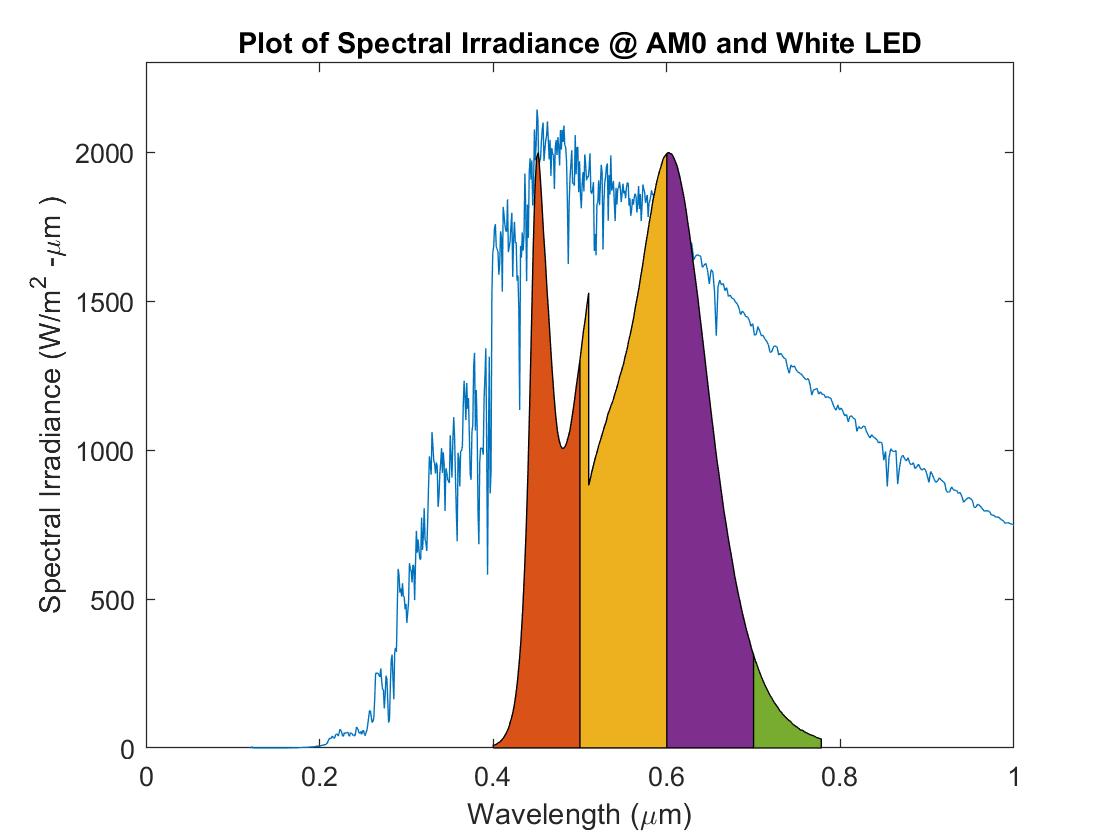 Plot of Spectral Irradiance @ AM0 and White LED
Spectral Irradiance (W/m² -μm )
2000
1500
1000
500
0
0 0.2 0.4 0.6 0.8 1
Wavelength (μm)